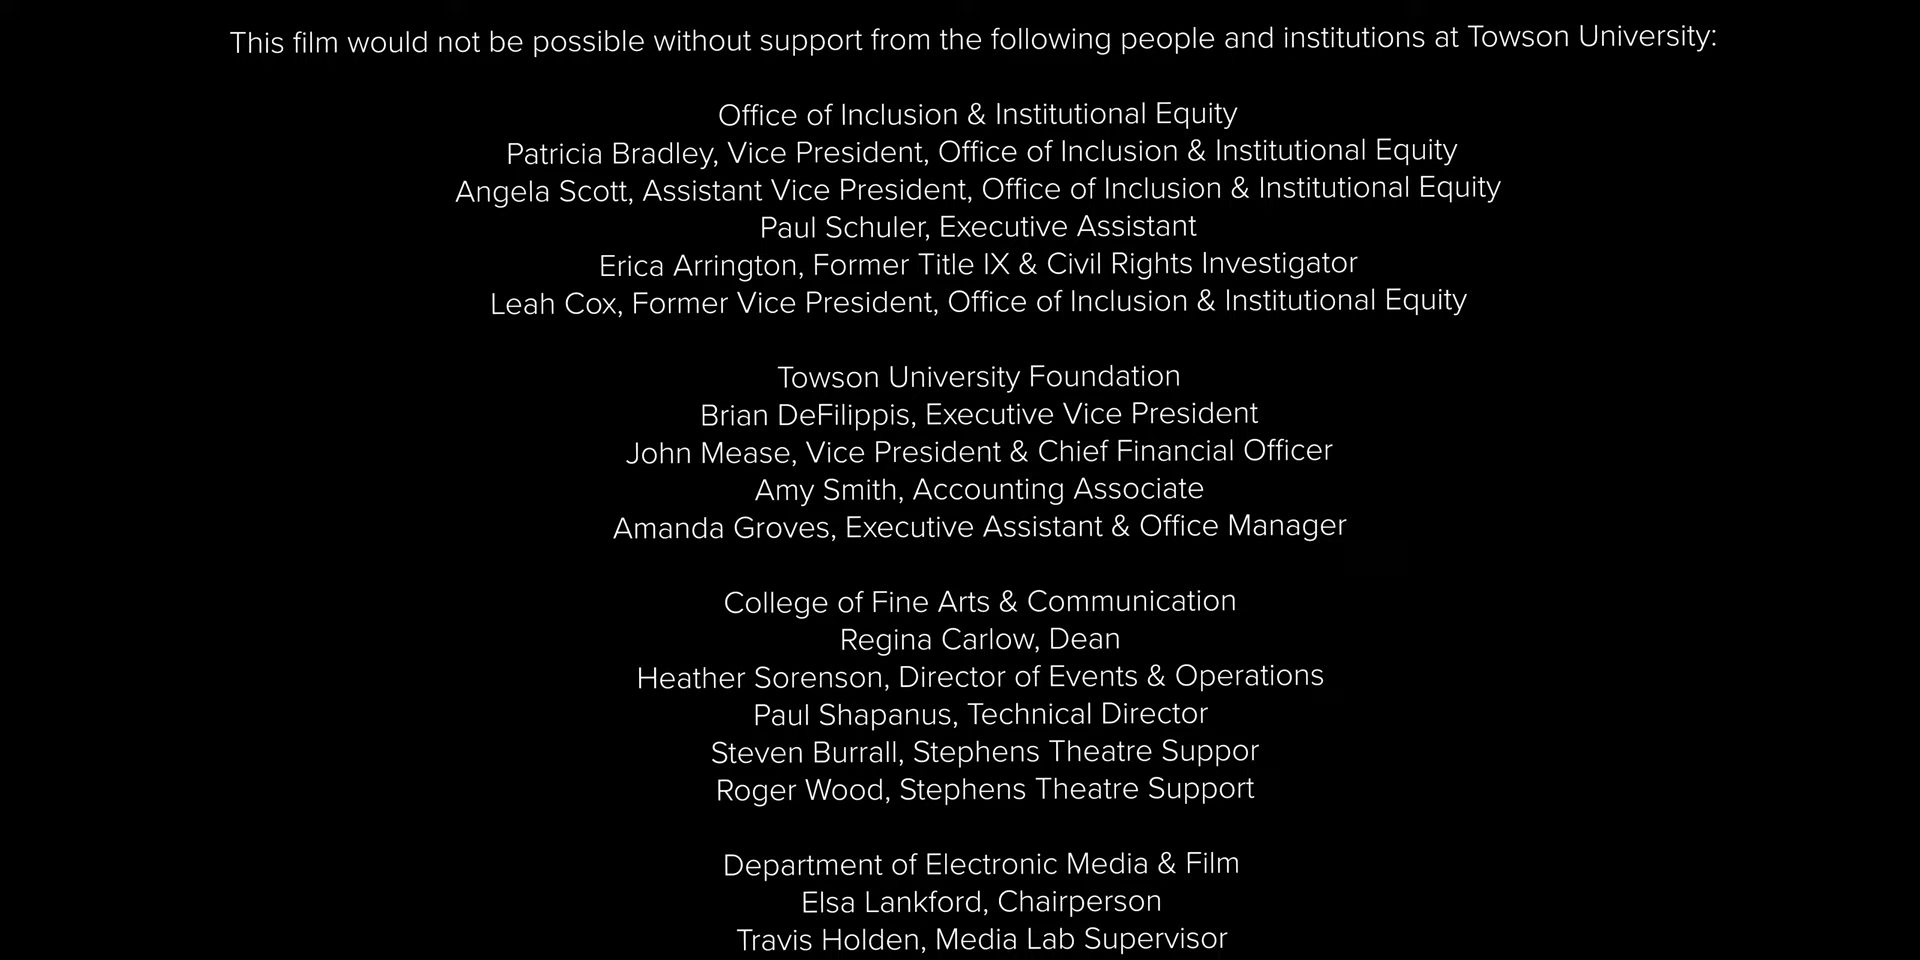 This film would not be possible without support from the following people and institutions at Towson University:
Office of Inclusion & Institutional Equity
Patricia Bradley, Vice President, Office of Inclusion & Institutional Equity
Angela Scott, Assistant Vice President, Office of Inclusion & Institutional Equity
Paul Schuler, Executive Assistant
Erica Arrington, Former Title IX & Civil Rights Investigator
Leah Cox, Former Vice President, Office of Inclusion & Institutional Equity
Towson University Foundation
Brian DeFilippis, Executive Vice President
John Mease, Vice President & Chief Financial Officer
Amy Smith, Accounting Associate
Amanda Groves, Executive Assistant & Office Manager
College of Fine Arts & Communication
Regina Carlow, Dean
Heather Sorenson, Director of Events & Operations
Paul Shapanus, Technical Director
Steven Burrall, Stephens Theatre Suppor
Roger Wood, Stephens Theatre Support
Department of Electronic Media & Film
Elsa Lankford, Chairperson
Travis Holden, Media Lab Supervisor